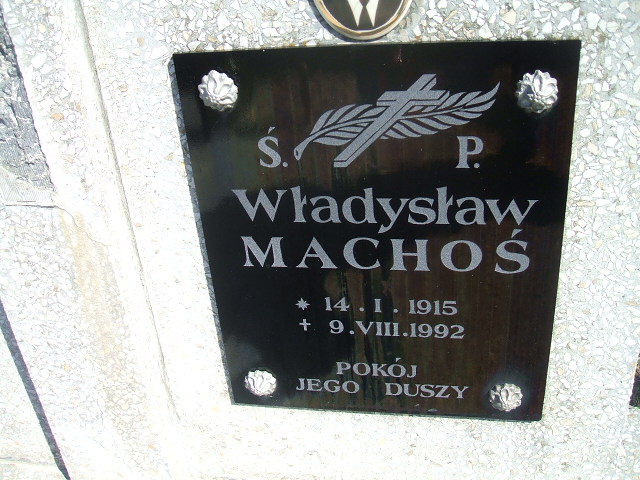 W
Ś. P.
Władysław
MACHOŚ
* 14. I. 1915
✝ 9. VIII. 1992
POKÓJ
JEGO DUSZY